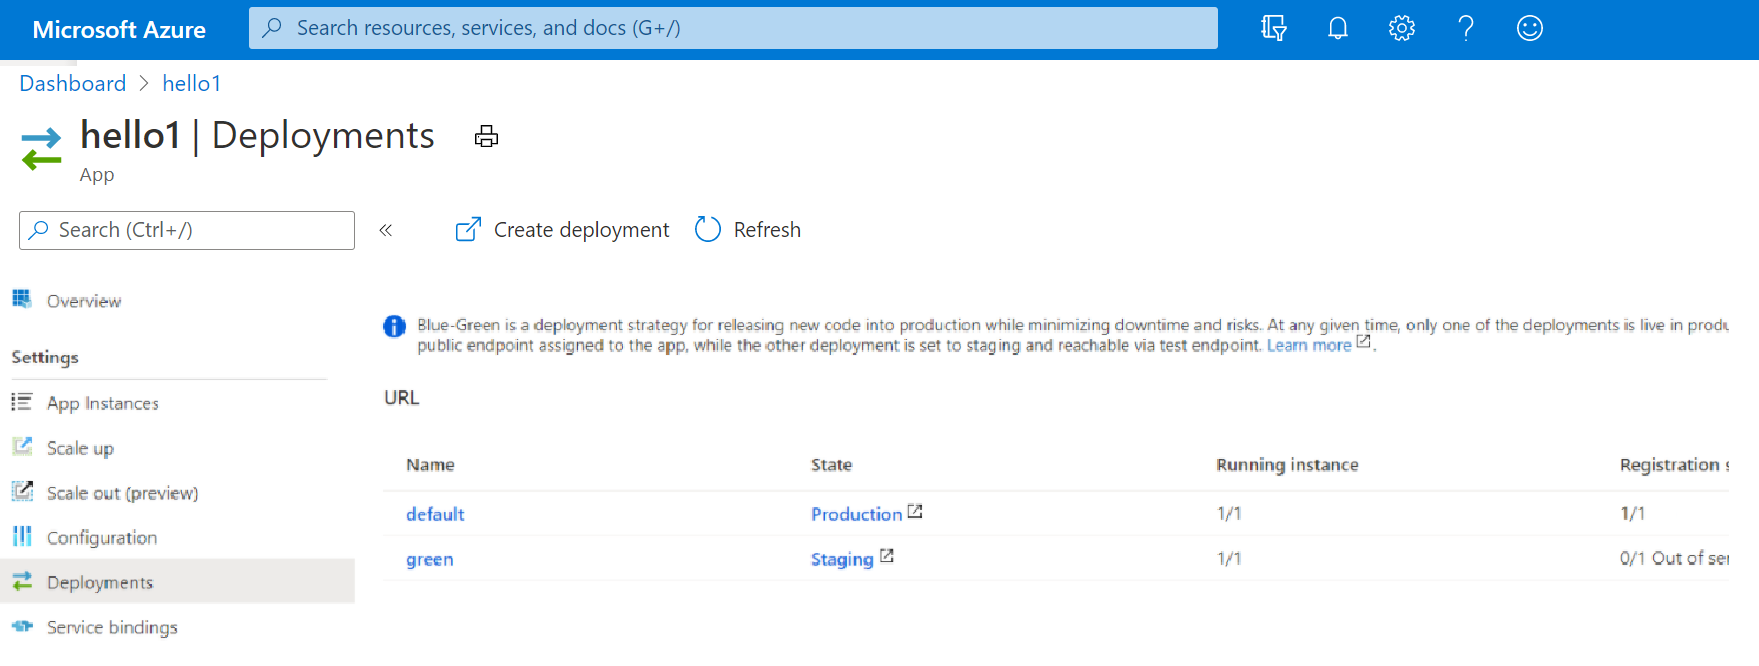 Microsoft Azure
Search resources, services, and docs (G+/)
Dashboard > hello1
hello1 | Deployments
App
Search (Ctrl+/)
«
Create deployment
Refresh
Overview
Settings
App Instances
Scale up
Scale out (preview)
Configuration
Deployments
Service bindings
Blue-Green is a deployment strategy for releasing new code into production while minimizing downtime and risks. At any given time, only one of the deployments is live in
public endpoint assigned to the app, while the other deployment is set to staging and reachable via test endpoint. Learn more.
URL
Name State Running instance Registration
default Production 1/1 1/1
green Staging 1/1 0/1 Out of